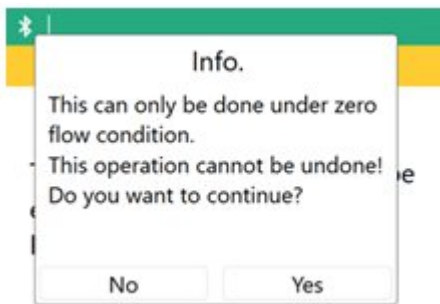 Info.
This can only be done under zero
flow condition.
This operation cannot be undone!
Do you want to continue?
No
Yes